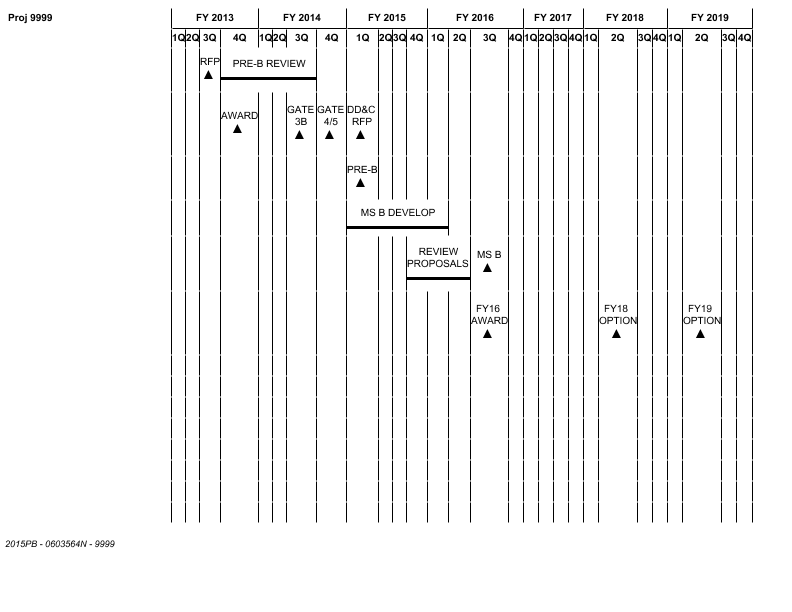 Proj 9999
FY 2013 FY 2014 FY 2015 FY 2016 FY 2017 FY 2018 FY 2019
1Q 2Q 3Q 4Q 1Q 2Q 3Q 4Q 1Q 2Q 3Q 4Q 1Q 2Q 3Q 4Q 1Q 2Q 3Q 4Q 1Q 2Q 3Q 4Q 1Q 2Q 3Q 4Q
RFP PRE-B REVIEW
AWARD
GATE
3B
GATE
4/5
DD&C
RFP
PRE-B
MS B DEVELOP
REVIEW
PROPOSALS
MS B
FY16
AWARD
FY18
OPTION
FY19
OPTION
2015PB - 0603564N - 9999